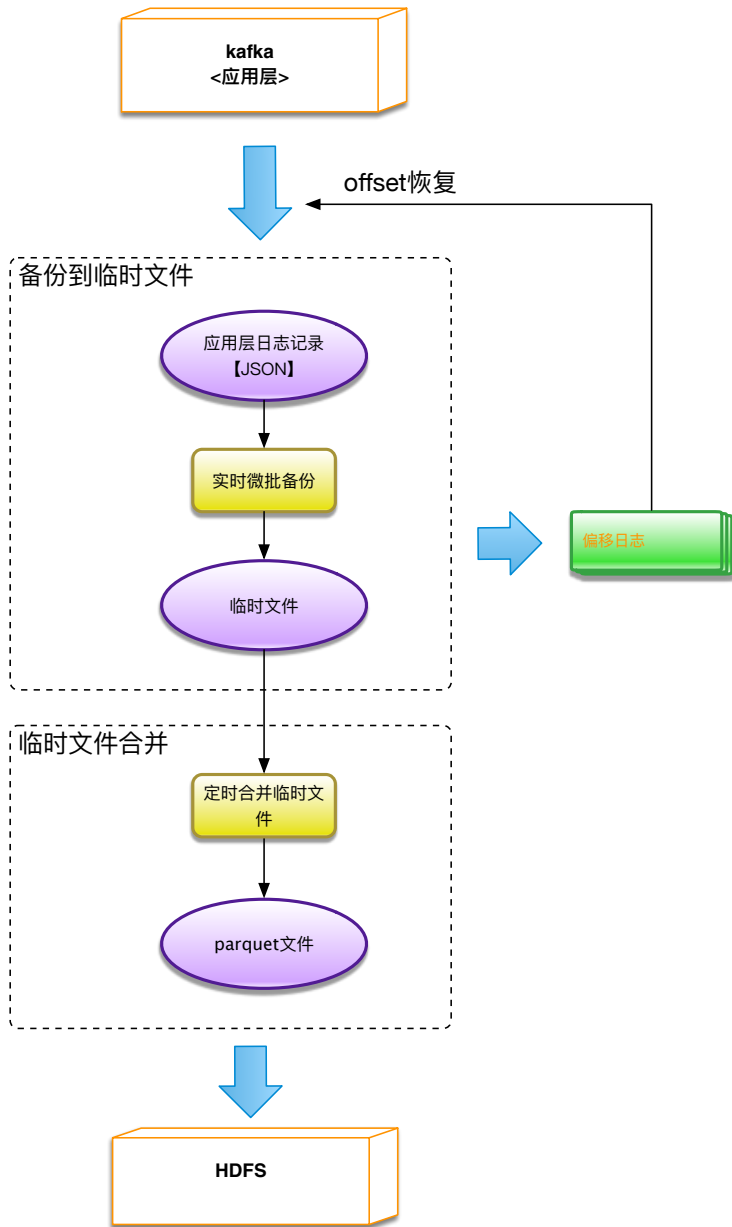 kafka
<应用层>
offset恢复
备份到临时文件
应用层日志记录
【JSON】
实时微批备份
偏移日志
临时文件
临时文件合并
定时合并临时文
件
parquet文件
HDFS